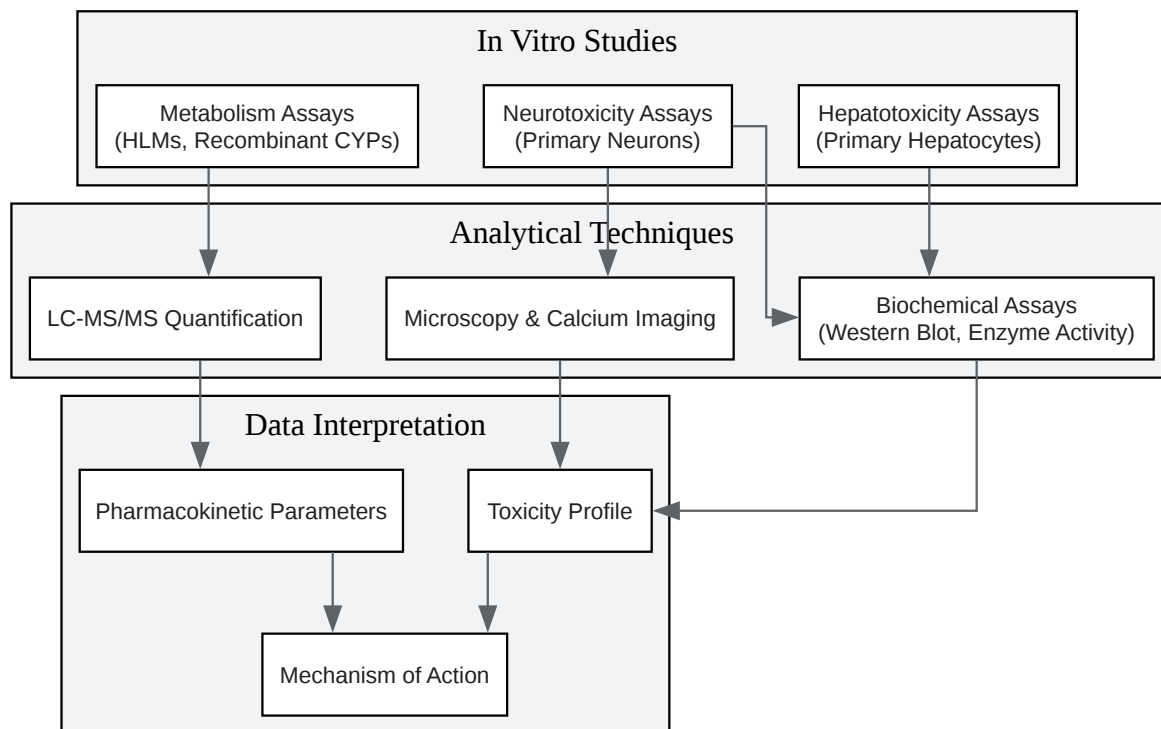 In Vitro Studies
Metabolism Assays
(HLMs, Recombinant CYPs)
Neurotoxicity Assays
(Primary Neurons)
Hepatotoxicity Assays
(Primary Hepatocytes)
Analytical Techniques
LC-MS/MS Quantification
Microscopy & Calcium Imaging
Biochemical Assays
(Western Blot, Enzyme Activity)
Data Interpretation
Pharmacokinetic Parameters
Toxicity Profile
Mechanism of Action